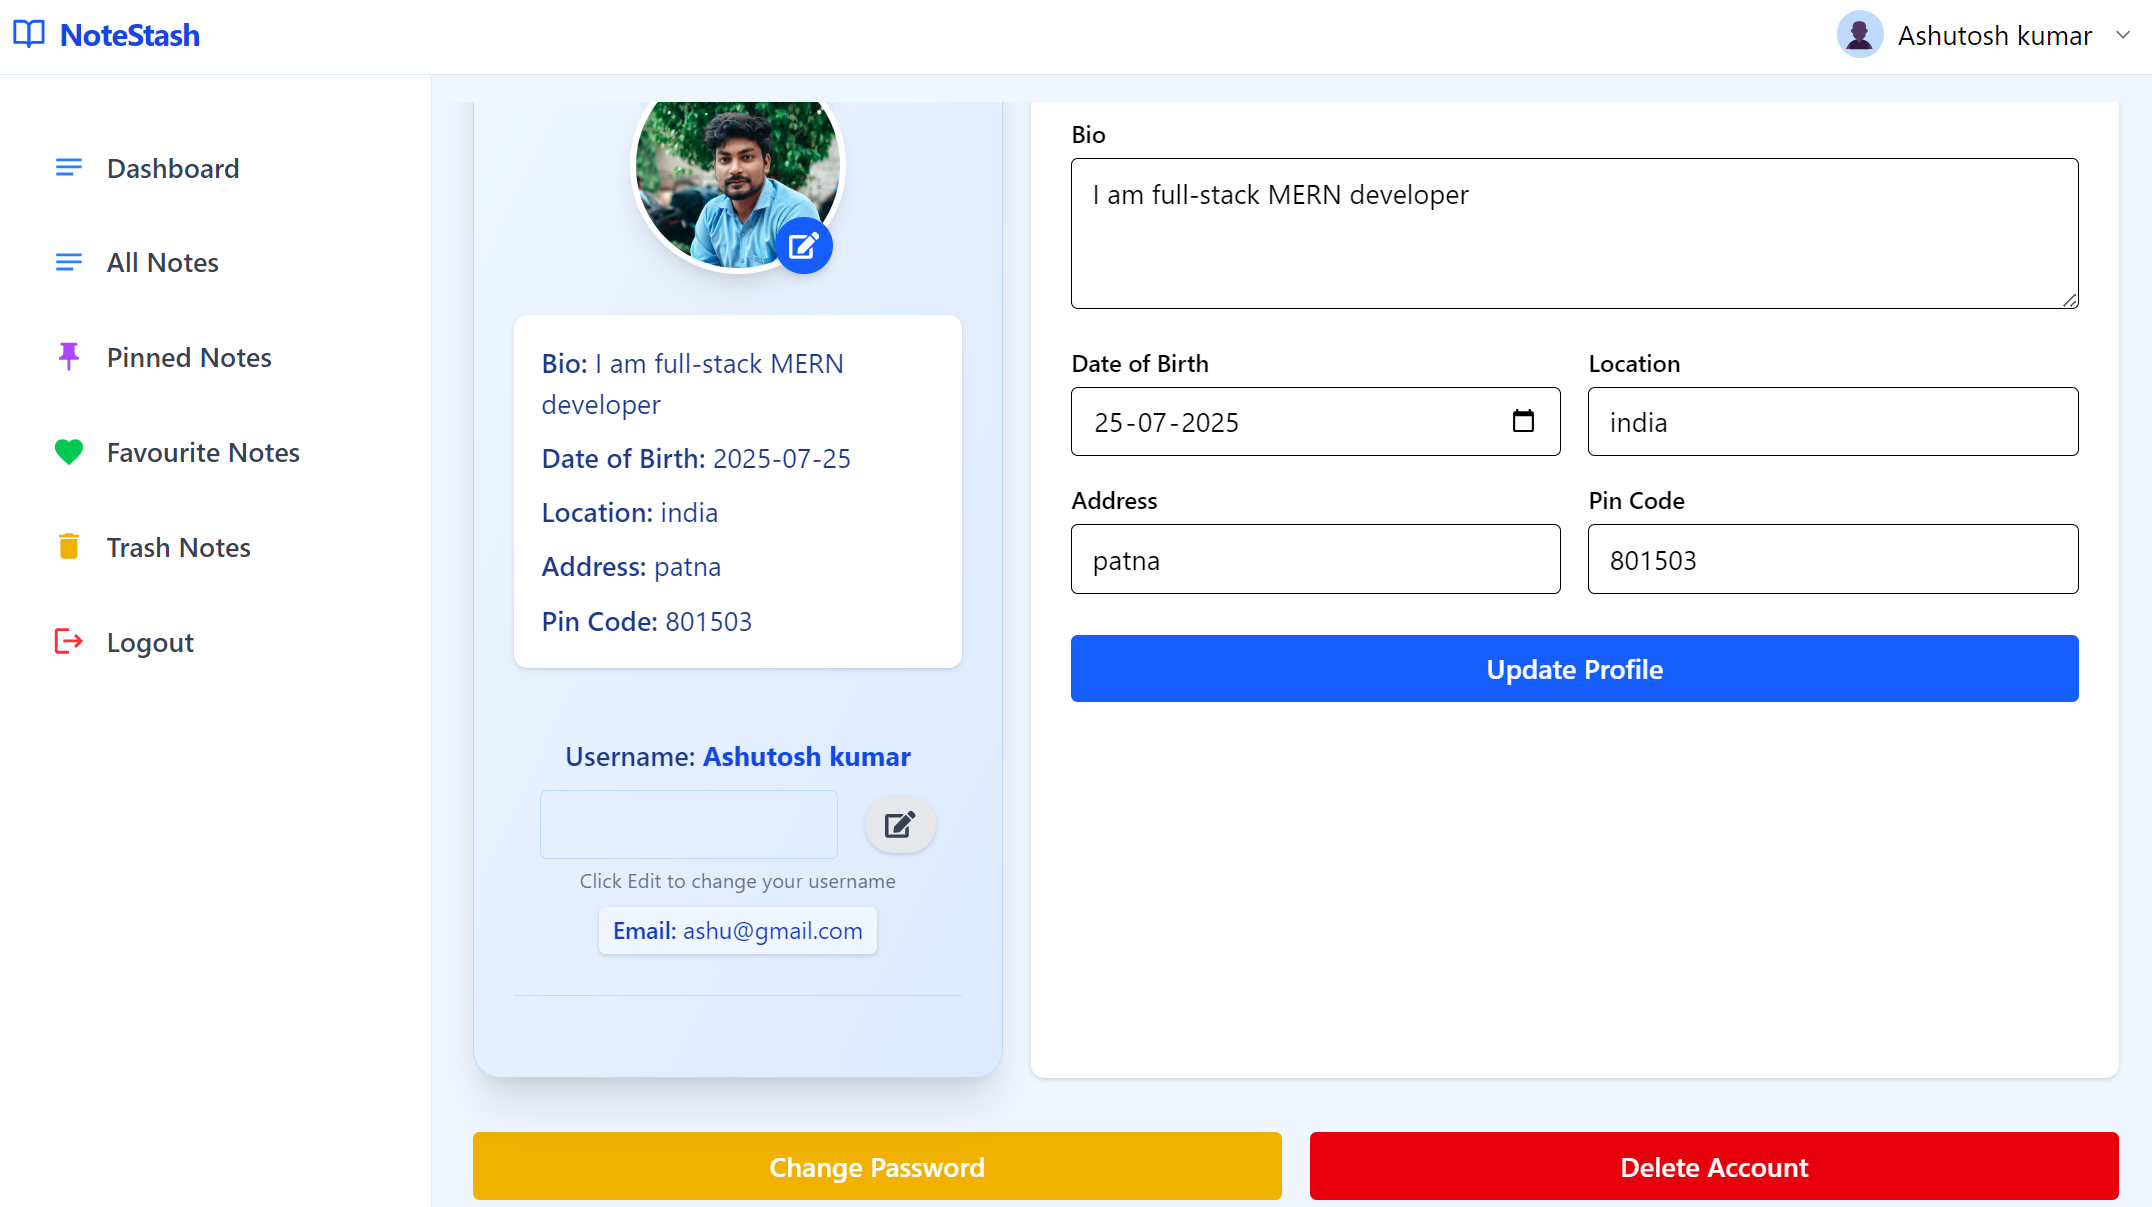 NoteStash
Ashutosh kumar
Dashboard
All Notes
Pinned Notes
Favourite Notes
Trash Notes
Logout
Bio: I am full-stack MERN
developer
Date of Birth: 2025-07-25
Location: india
Address: patna
Pin Code: 801503
Username: Ashutosh kumar
Click Edit to change your username
Email: ashu@gmail.com
Bio
I am full-stack MERN developer
Date of Birth
Location
25-07-2025
india
Address
Pin Code
patna
801503
Update Profile
Change Password
Delete Account